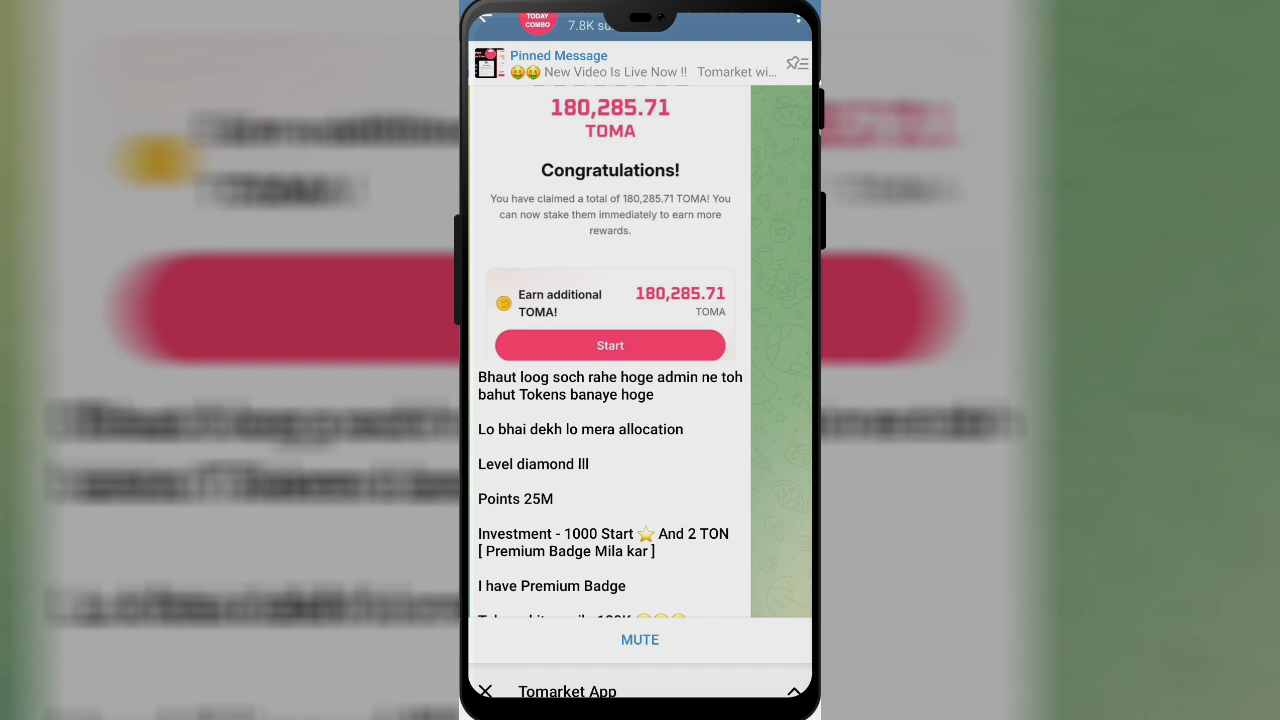 TODAY
COMBO
7.8K
Pinned Message
🤑🤑 New Video Is Live Now !! Tomarket wi...
180,285.71
TOMA
Congratulations!
You have claimed a total of 180,285.71 TOMA! You
can now stake them immediately to earn more
rewards.
Earn additional
TOMA!
180,285.71
TOMA
Start
Bhaut loog soch rahe hoge admin ne toh
bahut Tokens banaye hoge
Lo bhai dekh lo mera allocation
Level diamond lll
Points 25M
Investment - 1000 Start ⭐ And 2 TON
[ Premium Badge Mila kar ]
I have Premium Badge
MUTE
Tomarket App